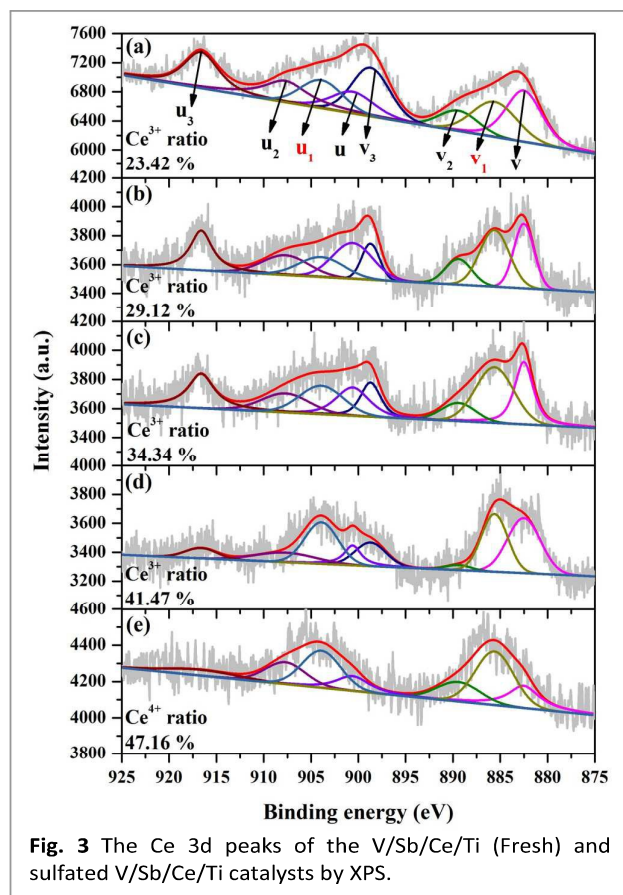 7600
(a)
7200
6800
6400
u₃
u₂ u₁ u v₃ v₂ v₁ v
6000
Ce³⁺ ratio
23.42 %
4200
(b)
4000
3800
3600
3400
Ce³⁺ ratio
29.12 %
4200
(c)
4000
3800
3600
3400
Ce³⁺ ratio
34.34 %
4000
(d)
3800
3600
3400
3200
Ce³⁺ ratio
41.47 %
4600
(e)
4400
4200
4000
Ce⁴⁺ ratio
47.16 %
3800
Intensity (a.u.)
925 920 915 910 905 900 895 890 885 880 875
Binding energy (eV)
Fig. 3 The Ce 3d peaks of the V/Sb/Ce/Ti (Fresh) and
sulfated V/Sb/Ce/Ti catalysts by XPS.